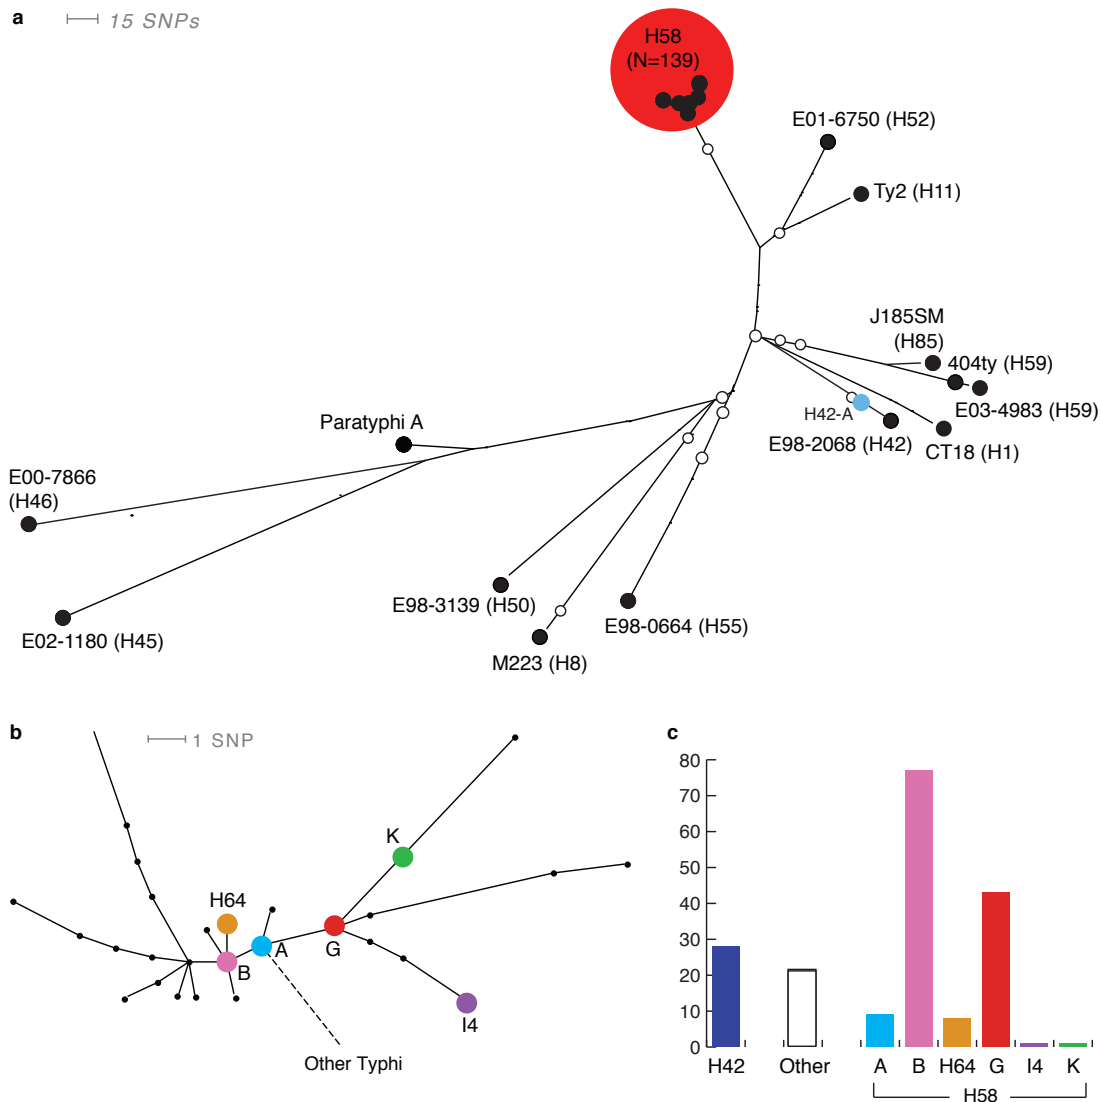 a
15 SNPs
H58
(N=139)
E01-6750 (H52)
Ty2 (H11)
J185SM
(H85)
404ty (H59)
E03-4983 (H59)
H42-A
E98-2068 (H42)
CT18 (H1)
Paratyphi A
E00-7866
(H46)
E02-1180 (H45)
E98-3139 (H50)
E98-0664 (H55)
M223 (H8)
b
1 SNP
K
H64
A
B
G
I4
Other Typhi
c
80
70
60
50
40
30
20
10
0
H42
Other
A
B
H64
G
I4
K
H58